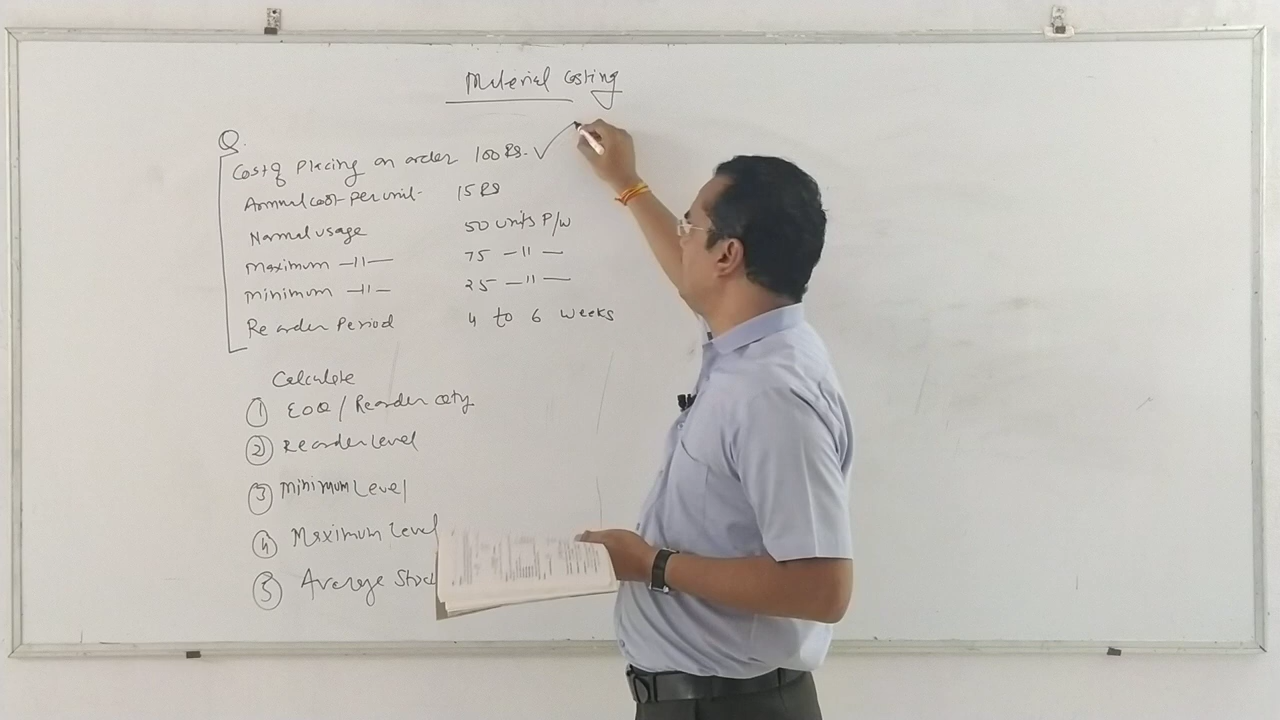 Material Costing
Q.
Cost of Placing an order 100 RS.
Annual cost per unit 15 RS
Normal usage 50 units P/W
Maximum —11— 75 —11—
Minimum —11— 25 —11—
Re order Period 4 to 6 weeks
Calculate
① EOQ / Reorder qty
② Reorder level
③ Minimum Level
④ Maximum Level
⑤ Average Stock